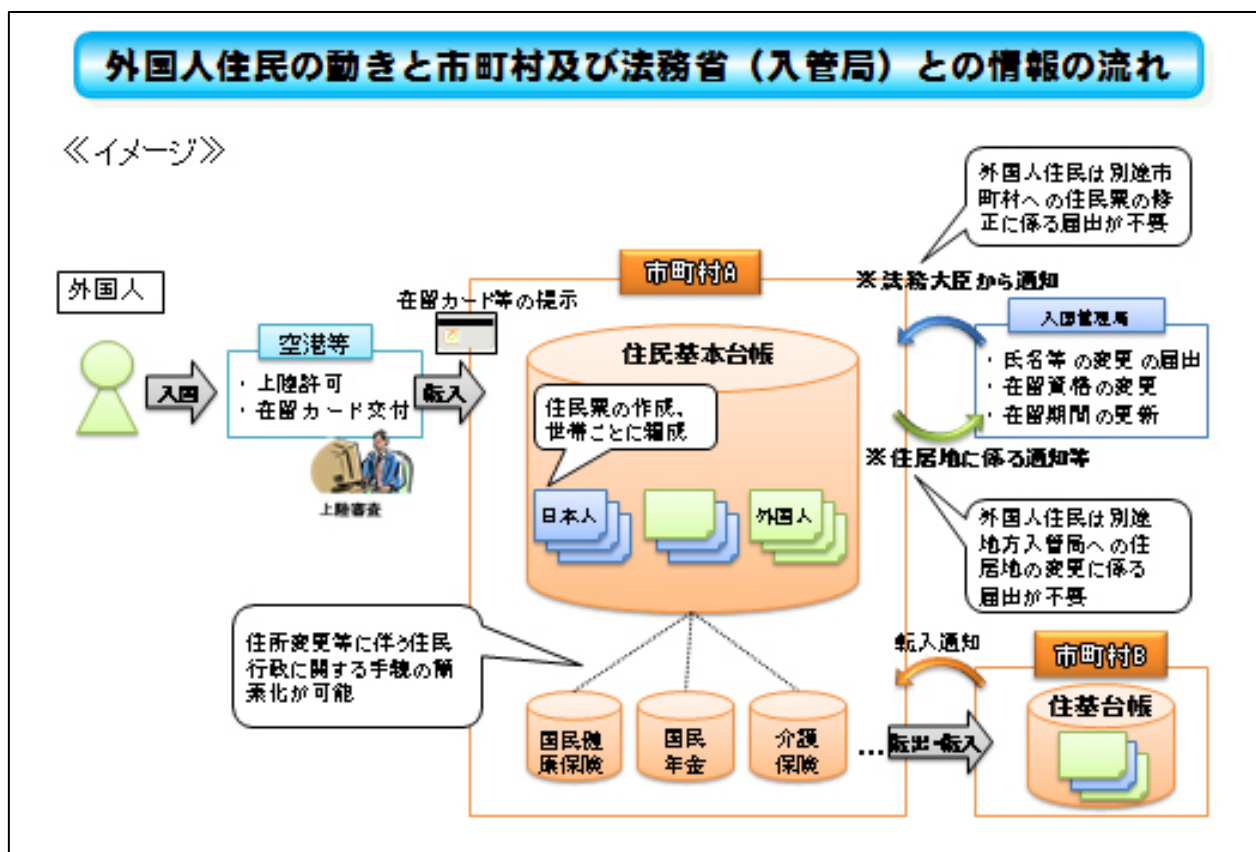 外国人住民の動きと市町村及び法務省（入管局）との情報の流れ
≪イメージ≫
外国人住民は別途市
町村への住民票の修
正に係る届出が不要
市町村A
外国人
在留カード等の提示
※法務大臣から通知
空港等
・上陸許可
・在留カード交付
入国
転入
上陸審査
住民基本台帳
住民票の作成、
世帯ごとに編成
日本人
外国人
入国管理局
・氏名等の変更の届出
・在留資格の変更
・在留期間の更新
※住居地に係る通知等
外国人住民は別途
地方入管局への住
居地の変更に係る
届出が不要
住所変更等に伴う住民
行政に関する手続の簡
素化が可能
国民健
康保険
国民
年金
介護
保険
…
転入通知
転出・転入
市町村B
住基台帳